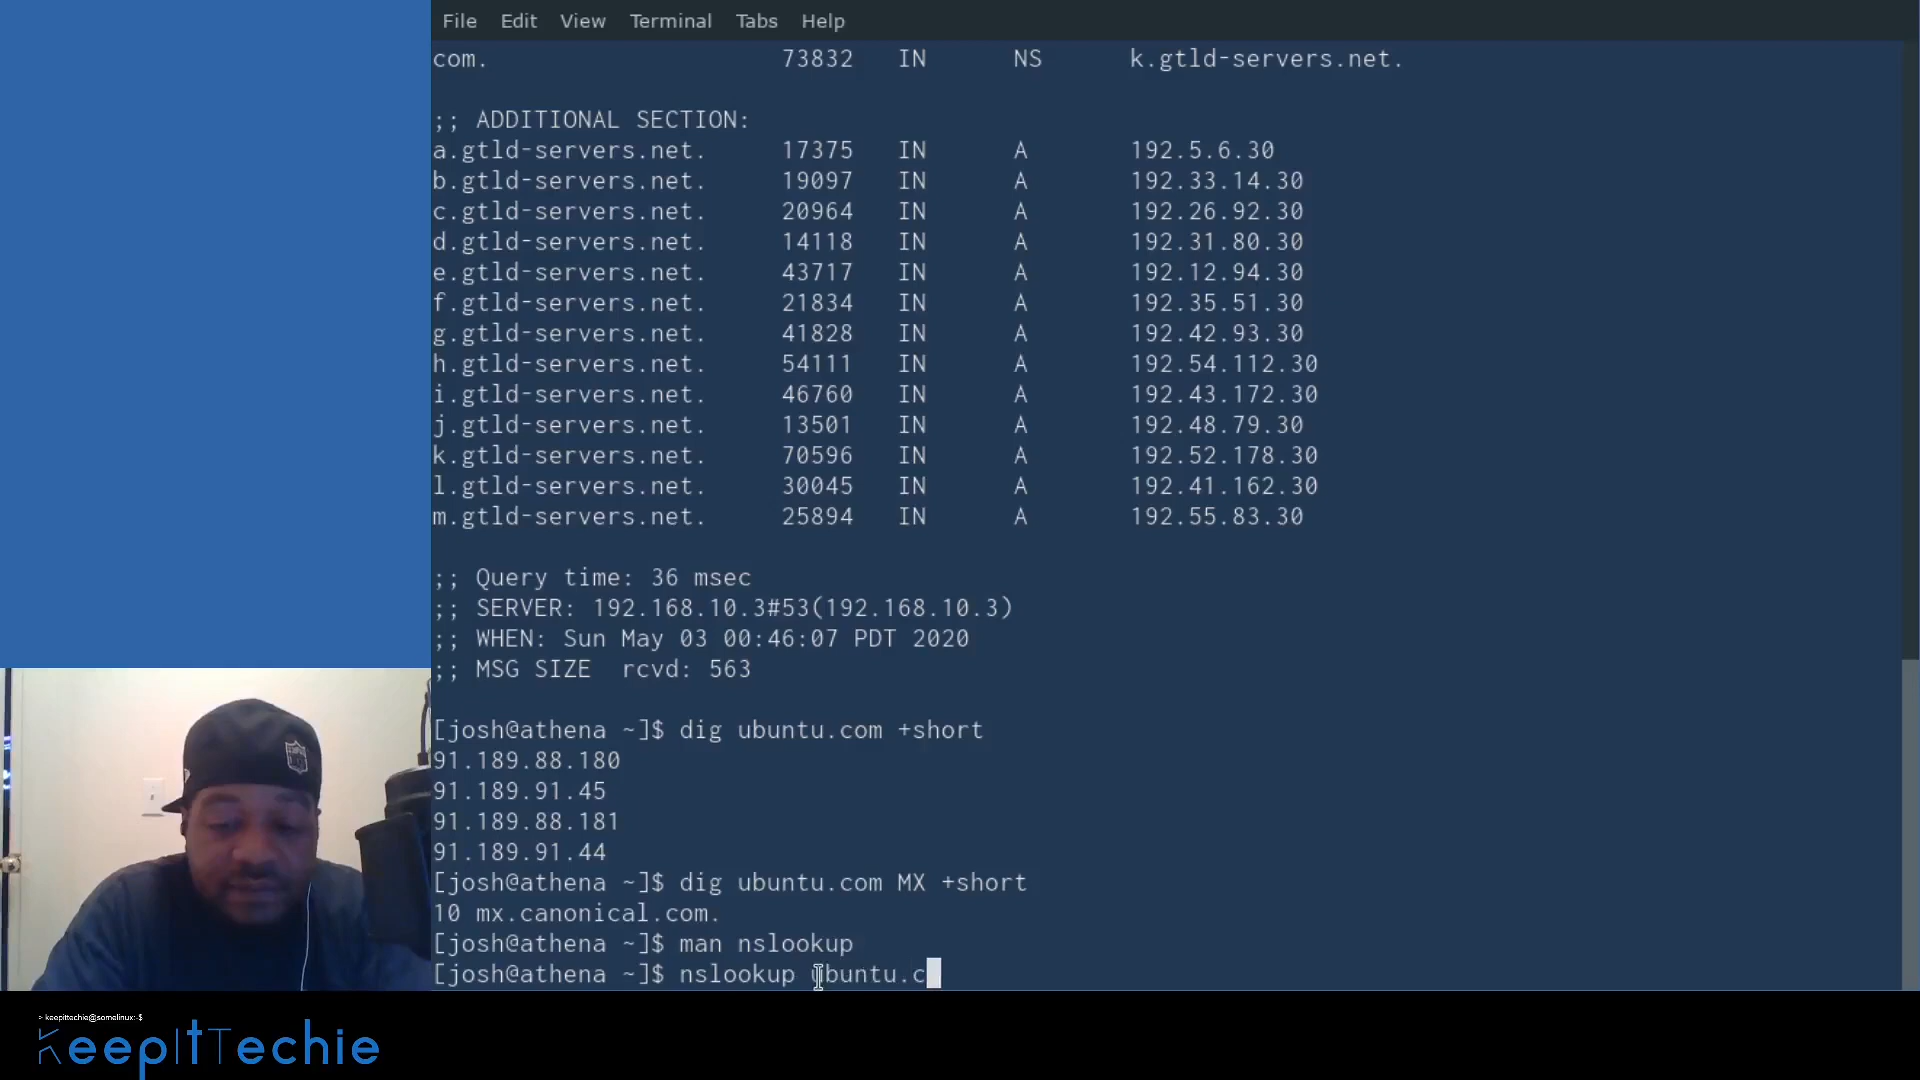 File Edit View Terminal Tabs Help
com. 73832 IN NS k.gtld-servers.net.
;; ADDITIONAL SECTION:
a.gtld-servers.net. 17375 IN A 192.5.6.30
b.gtld-servers.net. 19097 IN A 192.33.14.30
c.gtld-servers.net. 20964 IN A 192.26.92.30
d.gtld-servers.net. 14118 IN A 192.31.80.30
e.gtld-servers.net. 43717 IN A 192.12.94.30
f.gtld-servers.net. 21834 IN A 192.35.51.30
g.gtld-servers.net. 41828 IN A 192.42.93.30
h.gtld-servers.net. 54111 IN A 192.54.112.30
i.gtld-servers.net. 46760 IN A 192.43.172.30
j.gtld-servers.net. 13501 IN A 192.48.79.30
k.gtld-servers.net. 70596 IN A 192.52.178.30
l.gtld-servers.net. 30045 IN A 192.41.162.30
m.gtld-servers.net. 25894 IN A 192.55.83.30
;; Query time: 36 msec
;; SERVER: 192.168.10.3#53(192.168.10.3)
;; WHEN: Sun May 03 00:46:07 PDT 2020
;; MSG SIZE rcvd: 563
[josh@athena ~]$ dig ubuntu.com +short
91.189.88.180
91.189.91.45
91.189.88.181
91.189.91.44
[josh@athena ~]$ dig ubuntu.com MX +short
10 mx.canonical.com.
[josh@athena ~]$ man nslookup
[josh@athena ~]$ nslookup ubuntu.c
> keepittechie@somelinux:-$
KeepItTechie